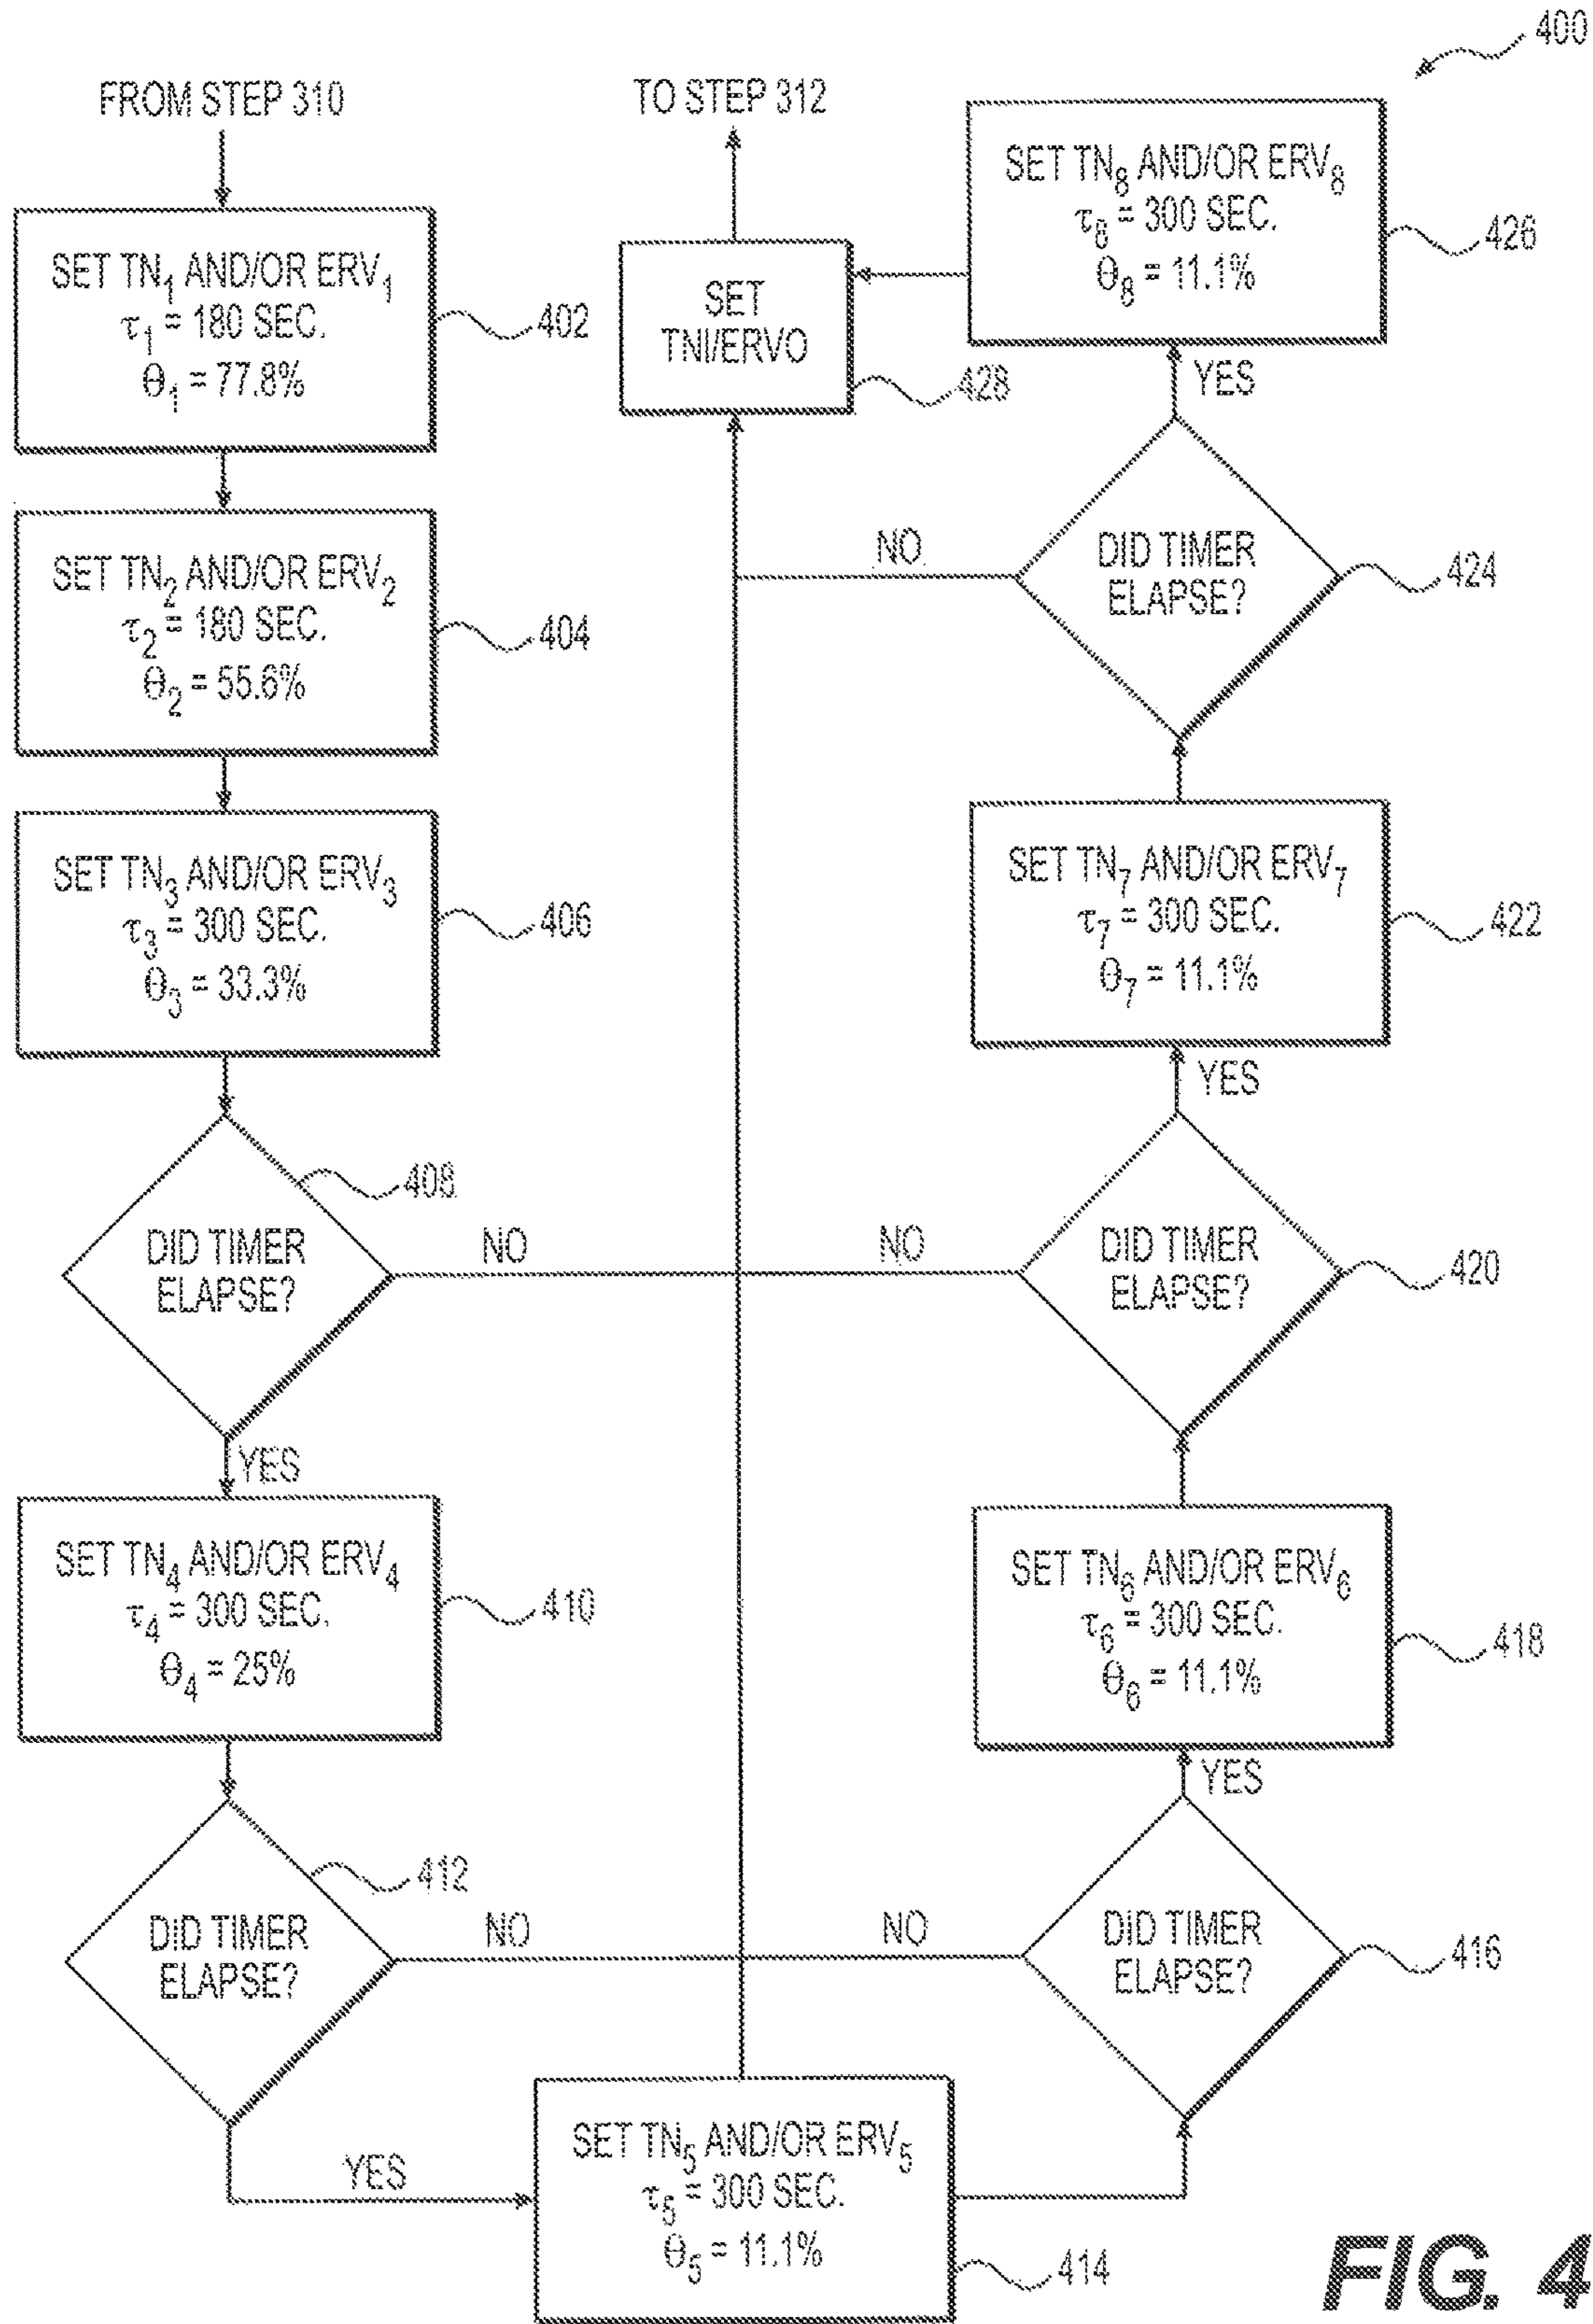 400
FROM STEP 310
SET TN₁ AND/OR ERV₁
τ₁ = 180 SEC.
θ₁ = 77.8%
402
SET TN₂ AND/OR ERV₂
τ₂ = 180 SEC.
θ₂ = 55.6%
404
SET TN₃ AND/OR ERV₃
τ₃ = 300 SEC.
θ₃ = 33.3%
406
DID TIMER
ELAPSE?
408
NO
YES
SET TN₄ AND/OR ERV₄
τ₄ = 300 SEC.
θ₄ = 25%
410
DID TIMER
ELAPSE?
412
NO
YES
SET TN₅ AND/OR ERV₅
τ₅ = 300 SEC.
θ₅ = 11.1%
414
DID TIMER
ELAPSE?
416
NO
YES
SET TN₆ AND/OR ERV₆
τ₆ = 300 SEC.
θ₆ = 11.1%
418
DID TIMER
ELAPSE?
420
NO
YES
SET TN₇ AND/OR ERV₇
τ₇ = 300 SEC.
θ₇ = 11.1%
422
DID TIMER
ELAPSE?
424
NO
YES
SET TN₈ AND/OR ERV₈
τ₈ = 300 SEC.
θ₈ = 11.1%
426
SET
TNI/ERVO
428
TO STEP 312
FIG. 4